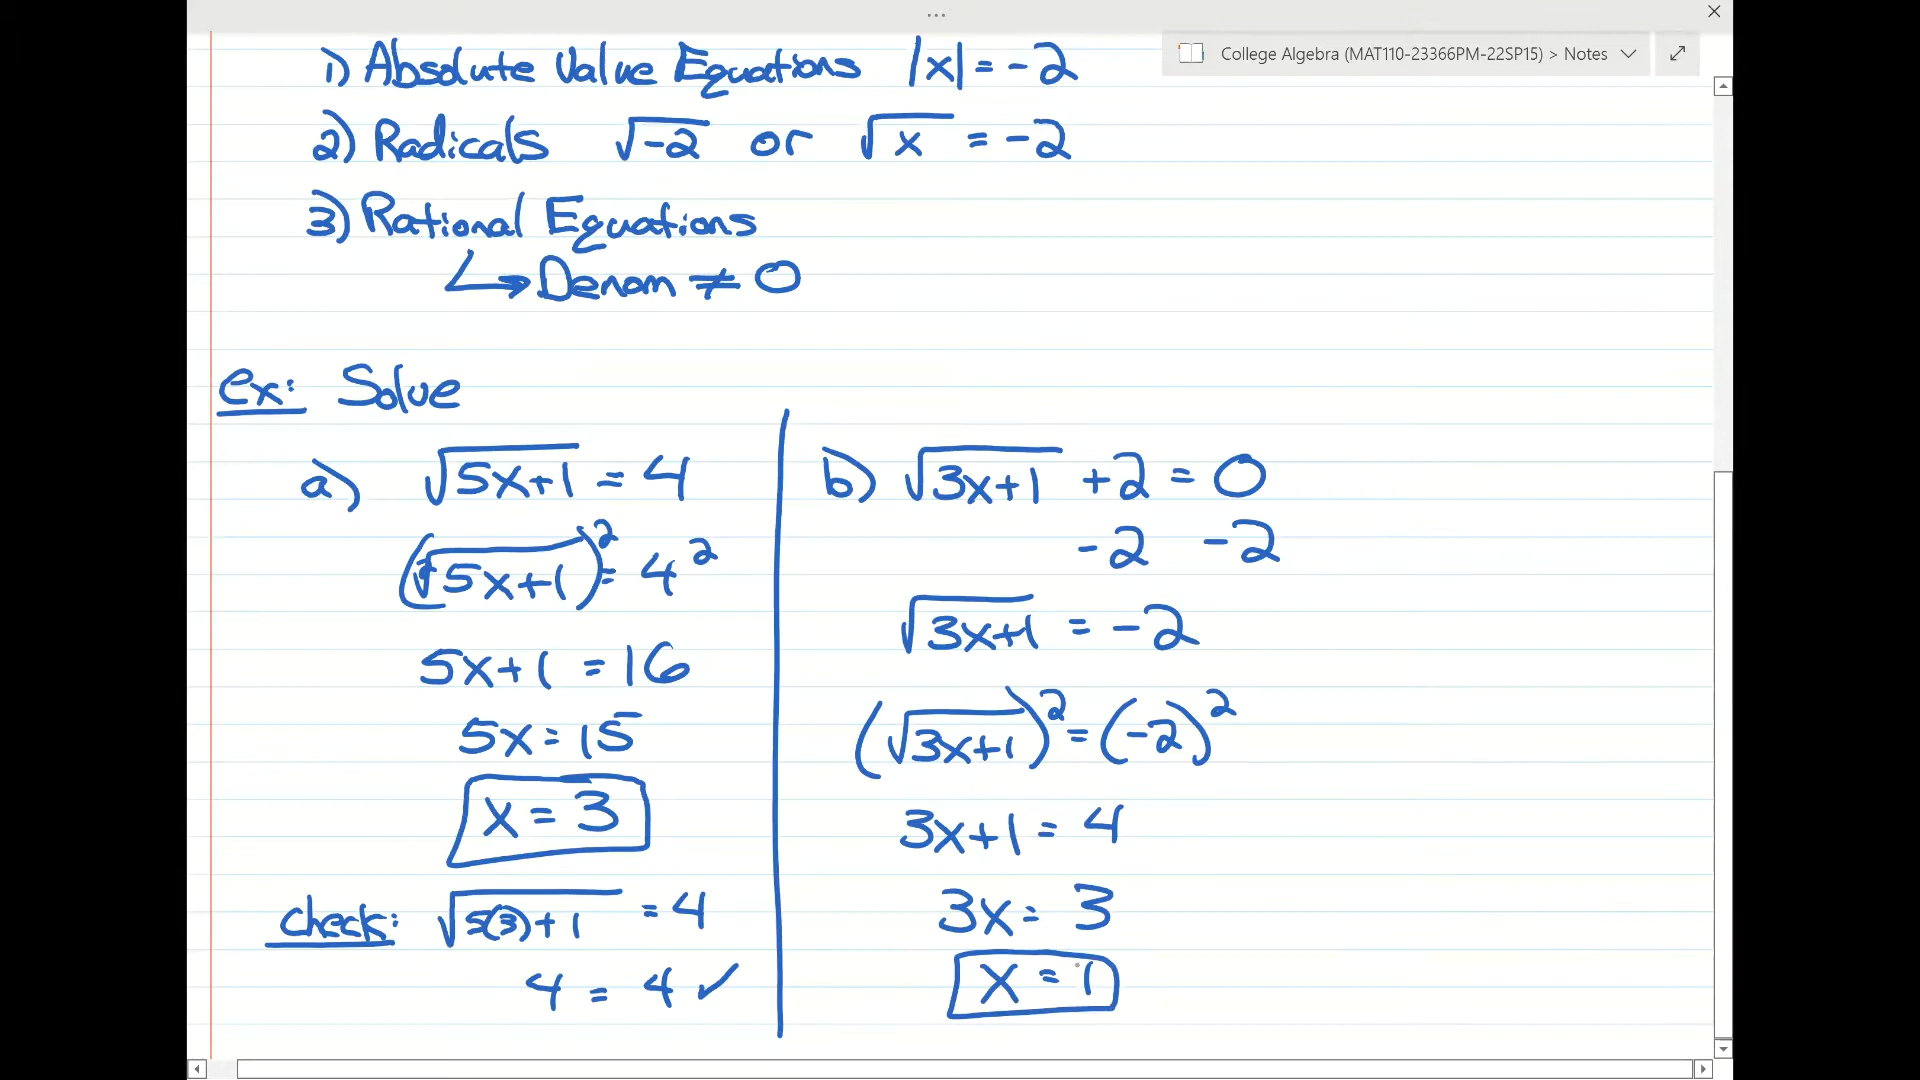 College Algebra (MAT110-23366PM-22SP15) > Notes
1) Absolute Value Equations |x| = -2
2) Radicals √-2 or √x = -2
3) Rational Equations
↳ Denom ≠ 0
ex: Solve
a) √5x+1 = 4
(√5x+1)² = 4²
5x+1 = 16
5x = 15
x = 3
check: √5(3)+1 = 4
4 = 4 ✓
b) √3x+1 +2 = 0
-2 -2
√3x+1 = -2
(√3x+1)² = (-2)²
3x+1 = 4
3x = 3
x = 1